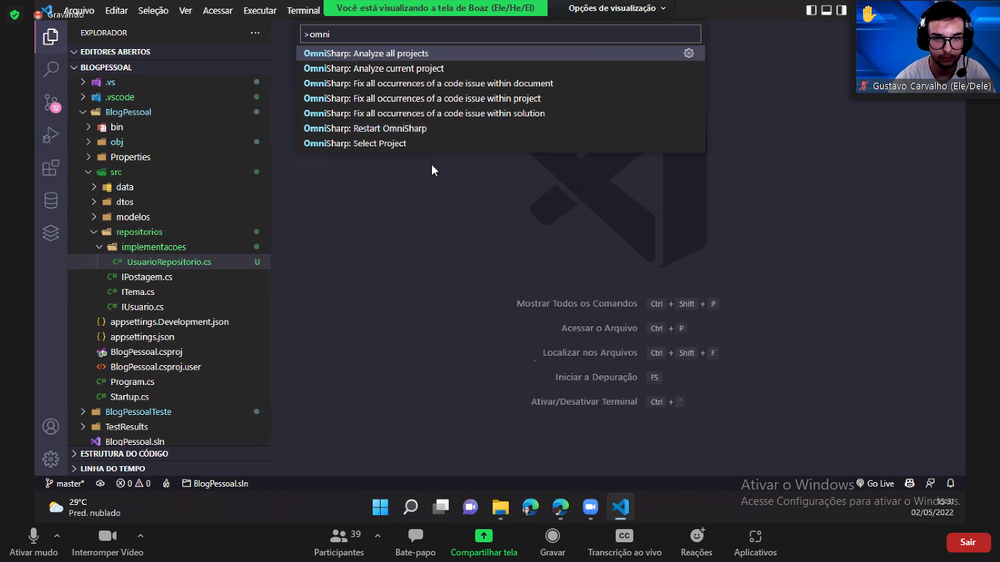 Gravando
Arquivo Editar Seleção Ver Acessar Executar Terminal
Você está visualizando a tela de Boaz (Ele/He/El)
Opções de visualização
EXPLORADOR
EDITORES ABERTOS
BLOGPESSOAL
.vs
.vscode
BlogPessoal
bin
obj
Properties
src
data
dtos
modelos
repositorios
implementacoes
C# UsuarioRepositorio.cs U
C# IPostagem.cs
C# ITema.cs
C# IUsuario.cs
{} appsettings.Development.json
{} appsettings.json
BlogPessoal.csproj
BlogPessoal.csproj.user
C# Program.cs
C# Startup.cs
BlogPessoalTeste
TestResults
BlogPessoal.sln
ESTRUTURA DO CÓDIGO
LINHA DO TEMPO
12
>omni
OmniSharp: Analyze all projects
OmniSharp: Analyze current project
OmniSharp: Fix all occurrences of a code issue within document
OmniSharp: Fix all occurrences of a code issue within project
OmniSharp: Fix all occurrences of a code issue within solution
OmniSharp: Restart OmniSharp
OmniSharp: Select Project
Gustavo Carvalho (Ele/Dele)
Mostrar Todos os Comandos Ctrl + Shift + P
Acessar o Arquivo Ctrl + P
Localizar nos Arquivos Ctrl + Shift + F
Iniciar a Depuração F5
Ativar/Desativar Terminal Ctrl + '
master* 0 0 BlogPessoal.sln
Go Live
Ativar o Windows
Acesse Configurações para ativar o Windows.
29°C
Pred. nublado
15:31
02/05/2022
Ativar mudo
Interromper Vídeo
39
Participantes
Bate-papo
Compartilhar tela
Gravar
CC
Transcrição ao vivo
Reações
Aplicativos
Sair